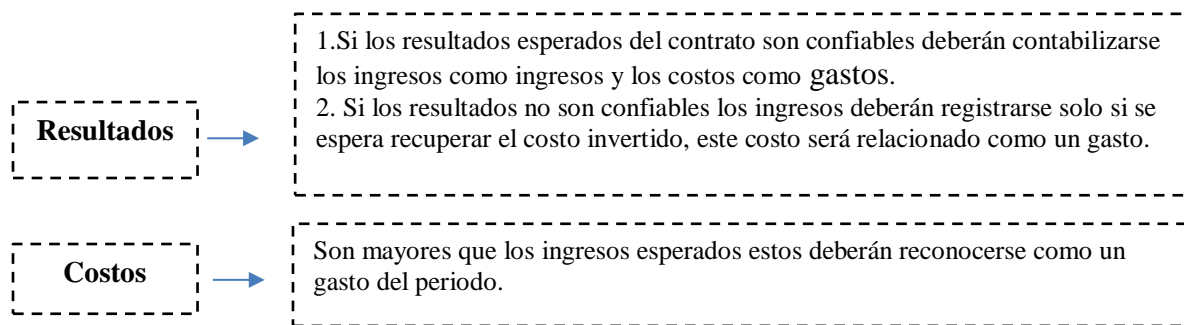 Resultados
1.Si los resultados esperados del contrato son confiables deberán contabilizarse
los ingresos como ingresos y los costos como gastos.
2. Si los resultados no son confiables los ingresos deberán registrarse solo si se
espera recuperar el costo invertido, este costo será relacionado como un gasto.
Costos
Son mayores que los ingresos esperados estos deberán reconocerse como un
gasto del periodo.